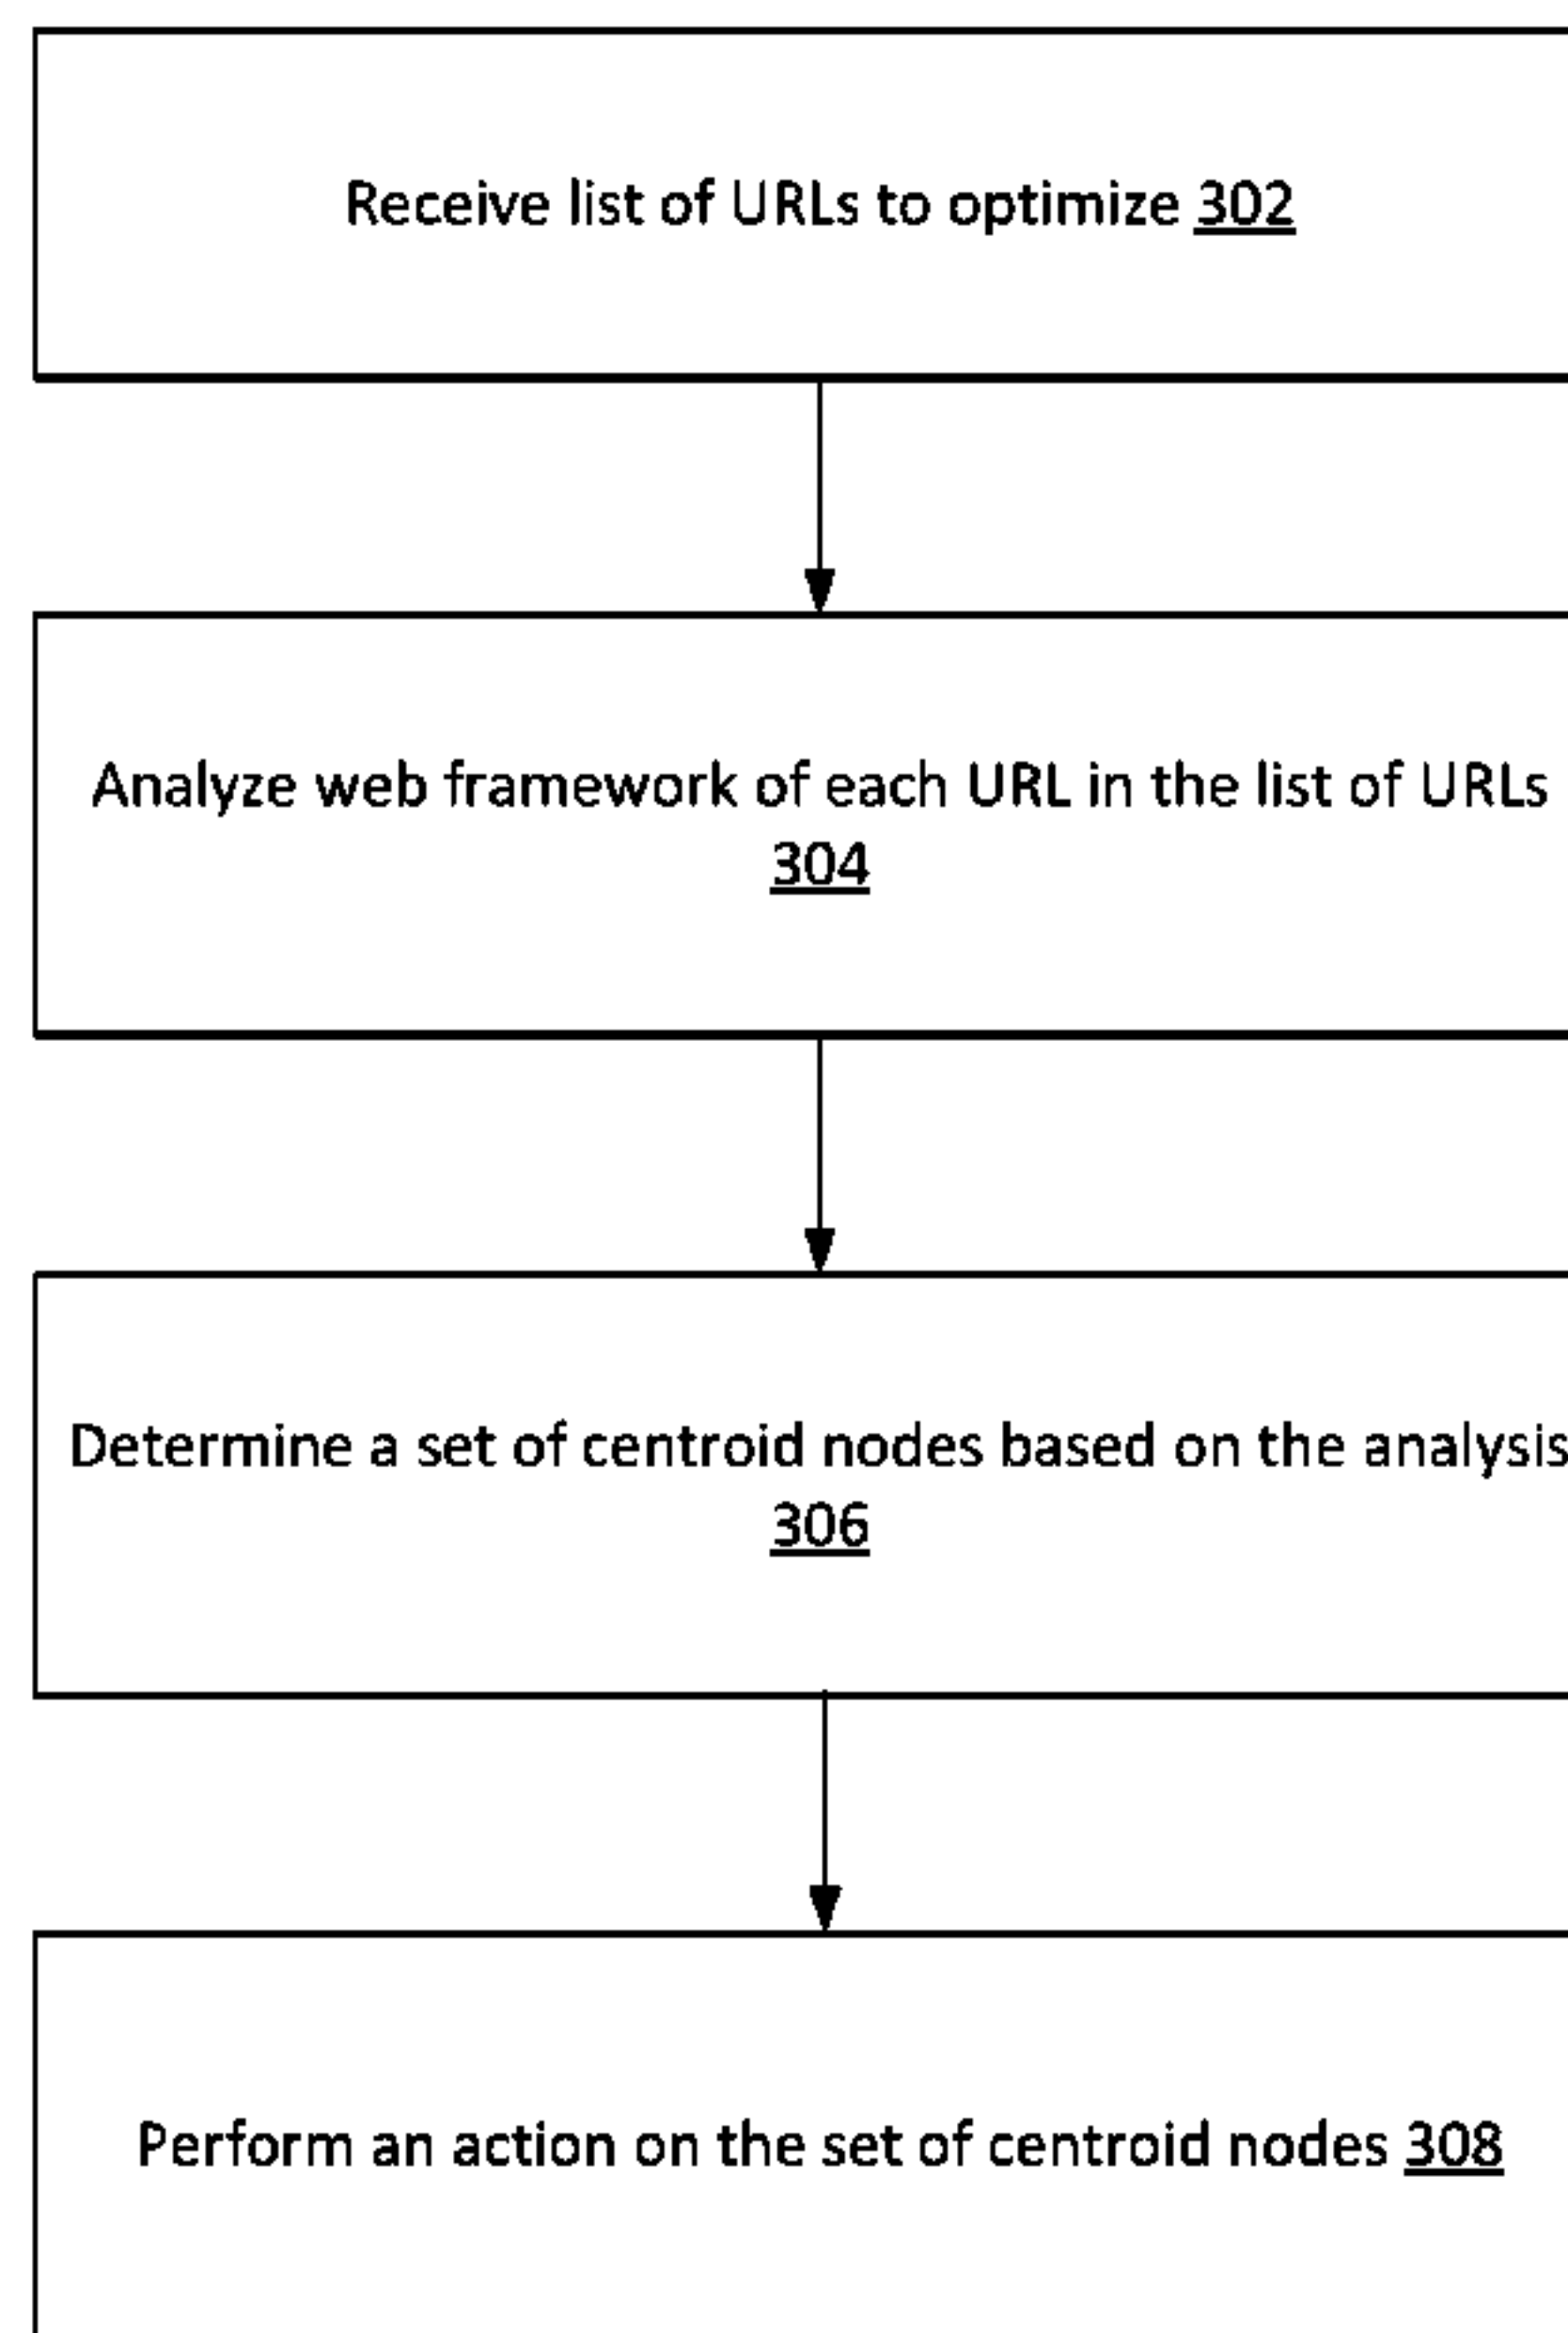 Receive list of URLs to optimize 302
Analyze web framework of each URL in the list of URLs
304
Determine a set of centroid nodes based on the analysis
306
Perform an action on the set of centroid nodes 308